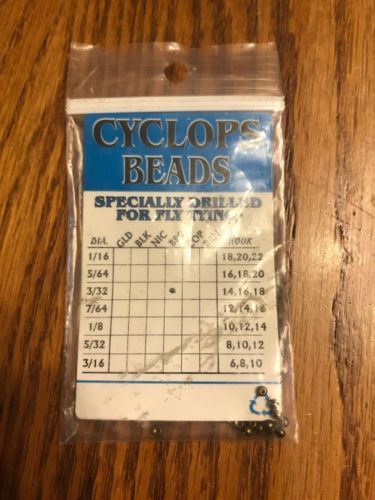 CYCLOPS
BEADS
SPECIALLY DRILLED
FOR FLY TYING
DIA. GLD BLK NIC COP HOOK
1/16 18,20,22
5/64 16,18,20
3/32 14,16,18
7/64 12,14,16
1/8 10,12,14
5/32 8,10,12
3/16 6,8,10